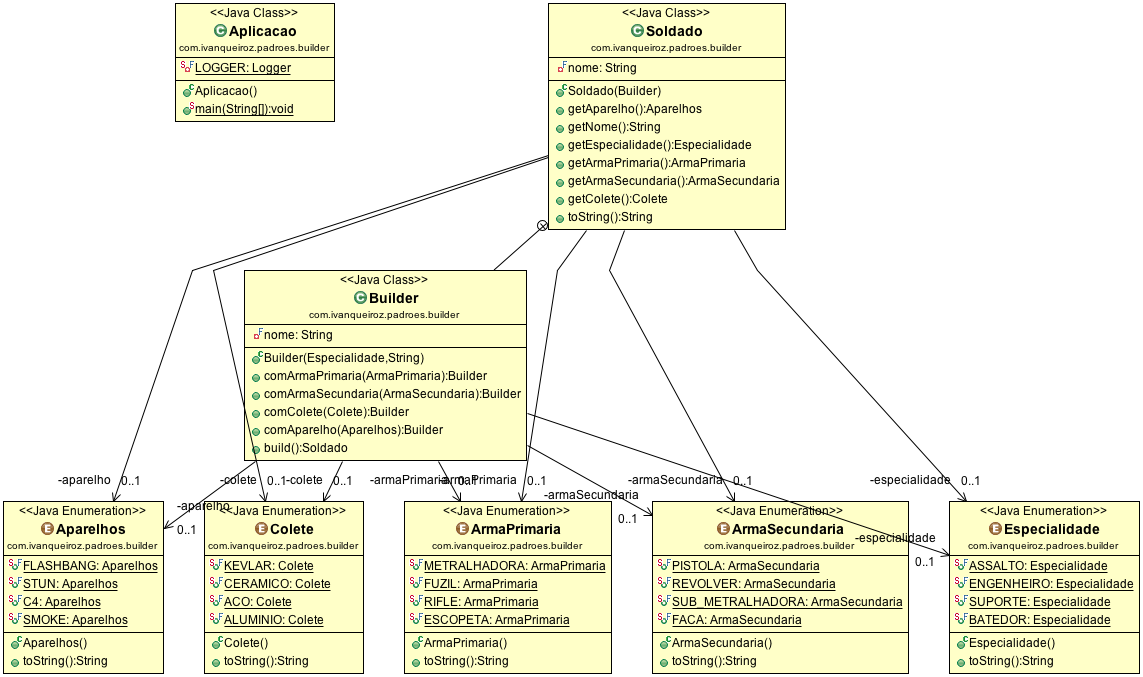 <<Java Class>>
Aplicacao
com.ivanqueiroz.padroes.builder
LOGGER: Logger
Aplicacao()
main(String[]):void
<<Java Class>>
Soldado
com.ivanqueiroz.padroes.builder
nome: String
Soldado(Builder)
getAparelho():Aparelhos
getNome():String
getEspecialidade():Especialidade
getArmaPrimaria():ArmaPrimaria
getArmaSecundaria():ArmaSecundaria
getColete():Colete
toString():String
<<Java Class>>
Builder
com.ivanqueiroz.padroes.builder
nome: String
Builder(Especialidade,String)
comArmaPrimaria(ArmaPrimaria):Builder
comArmaSecundaria(ArmaSecundaria):Builder
comColete(Colete):Builder
comAparelho(Aparelhos):Builder
build():Soldado
-aparelho 0..1
-colete 0..1
-colete 0..1
-armaPrimaria 0..1
-armaPrimaria 0..1
-armaSecundaria 0..1
-especialidade 0..1
-aparelho 0..1
-armaSecundaria 0..1
-especialidade 0..1
<<Java Enumeration>>
Aparelhos
com.ivanqueiroz.padroes.builder
FLASHBANG: Aparelhos
STUN: Aparelhos
C4: Aparelhos
SMOKE: Aparelhos
Aparelhos()
toString():String
<<Java Enumeration>>
Colete
com.ivanqueiroz.padroes.builder
KEVLAR: Colete
CERAMICO: Colete
ACO: Colete
ALUMINIO: Colete
Colete()
toString():String
<<Java Enumeration>>
ArmaPrimaria
com.ivanqueiroz.padroes.builder
METRALHADORA: ArmaPrimaria
FUZIL: ArmaPrimaria
RIFLE: ArmaPrimaria
ESCOPETA: ArmaPrimaria
ArmaPrimaria()
toString():String
<<Java Enumeration>>
ArmaSecundaria
com.ivanqueiroz.padroes.builder
PISTOLA: ArmaSecundaria
REVOLVER: ArmaSecundaria
SUB_METRALHADORA: ArmaSecundaria
FACA: ArmaSecundaria
ArmaSecundaria()
toString():String
<<Java Enumeration>>
Especialidade
com.ivanqueiroz.padroes.builder
ASSALTO: Especialidade
ENGENHEIRO: Especialidade
SUPORTE: Especialidade
BATEDOR: Especialidade
Especialidade()
toString():String